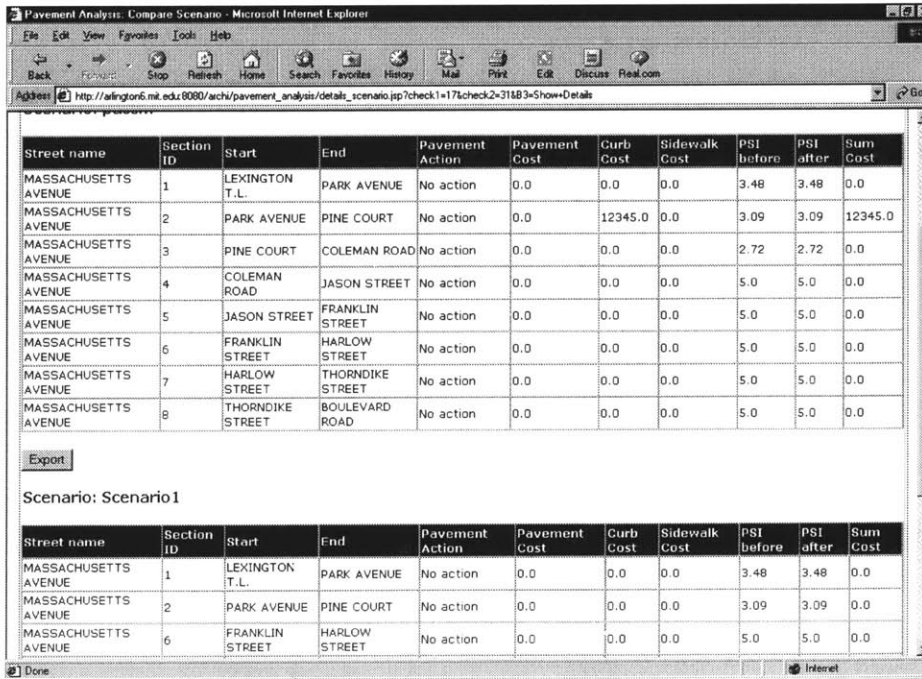 Pavement Analysis: Compare Scenario - Microsoft Internet Explorer
File Edit View Favorites Tools Help
Back Forward Stop Refresh Home Search Favorites History Mail Print Edit Discuss Real.com
Address http://arlington6.mit.edu:8080/archi/pavement_analysis/details_scenario.jsp?check1=17&check2=31&B3=Show+Details Go
Street name Section ID Start End Pavement Action Pavement Cost Curb Cost Sidewalk Cost PSI before PSI after Sum Cost
MASSACHUSETTS AVENUE 1 LEXINGTON T.L. PARK AVENUE No action 0.0 0.0 0.0 3.48 3.48 0.0
MASSACHUSETTS AVENUE 2 PARK AVENUE PINE COURT No action 0.0 12345.0 0.0 3.09 3.09 12345.0
MASSACHUSETTS AVENUE 3 PINE COURT COLEMAN ROAD No action 0.0 0.0 0.0 2.72 2.72 0.0
MASSACHUSETTS AVENUE 4 COLEMAN ROAD JASON STREET No action 0.0 0.0 0.0 5.0 5.0 0.0
MASSACHUSETTS AVENUE 5 JASON STREET FRANKLIN STREET No action 0.0 0.0 0.0 5.0 5.0 0.0
MASSACHUSETTS AVENUE 6 FRANKLIN STREET HARLOW STREET No action 0.0 0.0 0.0 5.0 5.0 0.0
MASSACHUSETTS AVENUE 7 HARLOW STREET THORNDIKE STREET No action 0.0 0.0 0.0 5.0 5.0 0.0
MASSACHUSETTS AVENUE 8 THORNDIKE STREET BOULEVARD ROAD No action 0.0 0.0 0.0 5.0 5.0 0.0
Export
Scenario: Scenario1
Street name Section ID Start End Pavement Action Pavement Cost Curb Cost Sidewalk Cost PSI before PSI after Sum Cost
MASSACHUSETTS AVENUE 1 LEXINGTON T.L. PARK AVENUE No action 0.0 0.0 0.0 3.48 3.48 0.0
MASSACHUSETTS AVENUE 2 PARK AVENUE PINE COURT No action 0.0 0.0 0.0 3.09 3.09 0.0
MASSACHUSETTS AVENUE 6 FRANKLIN STREET HARLOW STREET No action 0.0 0.0 0.0 5.0 5.0 0.0
Done Internet